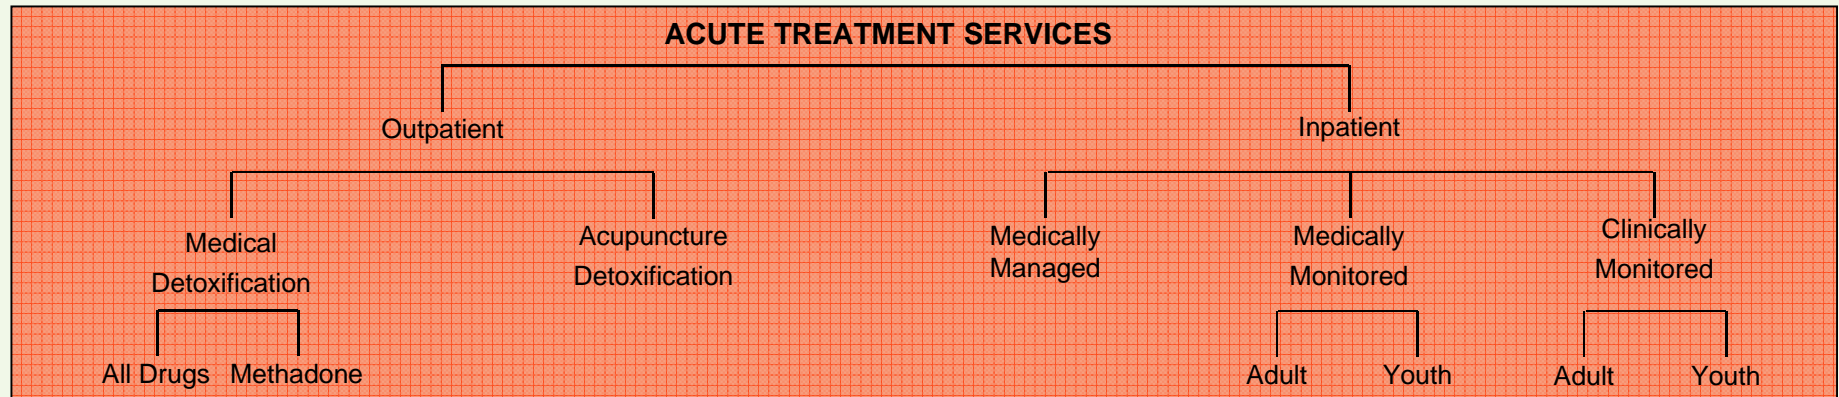 ACUTE TREATMENT SERVICES
Outpatient
Inpatient
Medical
Detoxification
Acupuncture
Detoxification
Medically
Managed
Medically
Monitored
Clinically
Monitored
All Drugs
Methadone
Adult
Youth
Adult
Youth